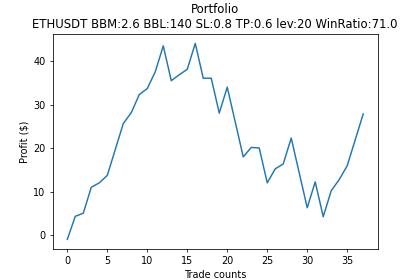 Portfolio
ETHUSDT BBM:2.6 BBL:140 SL:0.8 TP:0.6 lev:20 WinRatio:71.0
40
30
20
10
0
Profit ($)
0 5 10 15 20 25 30 35
Trade counts